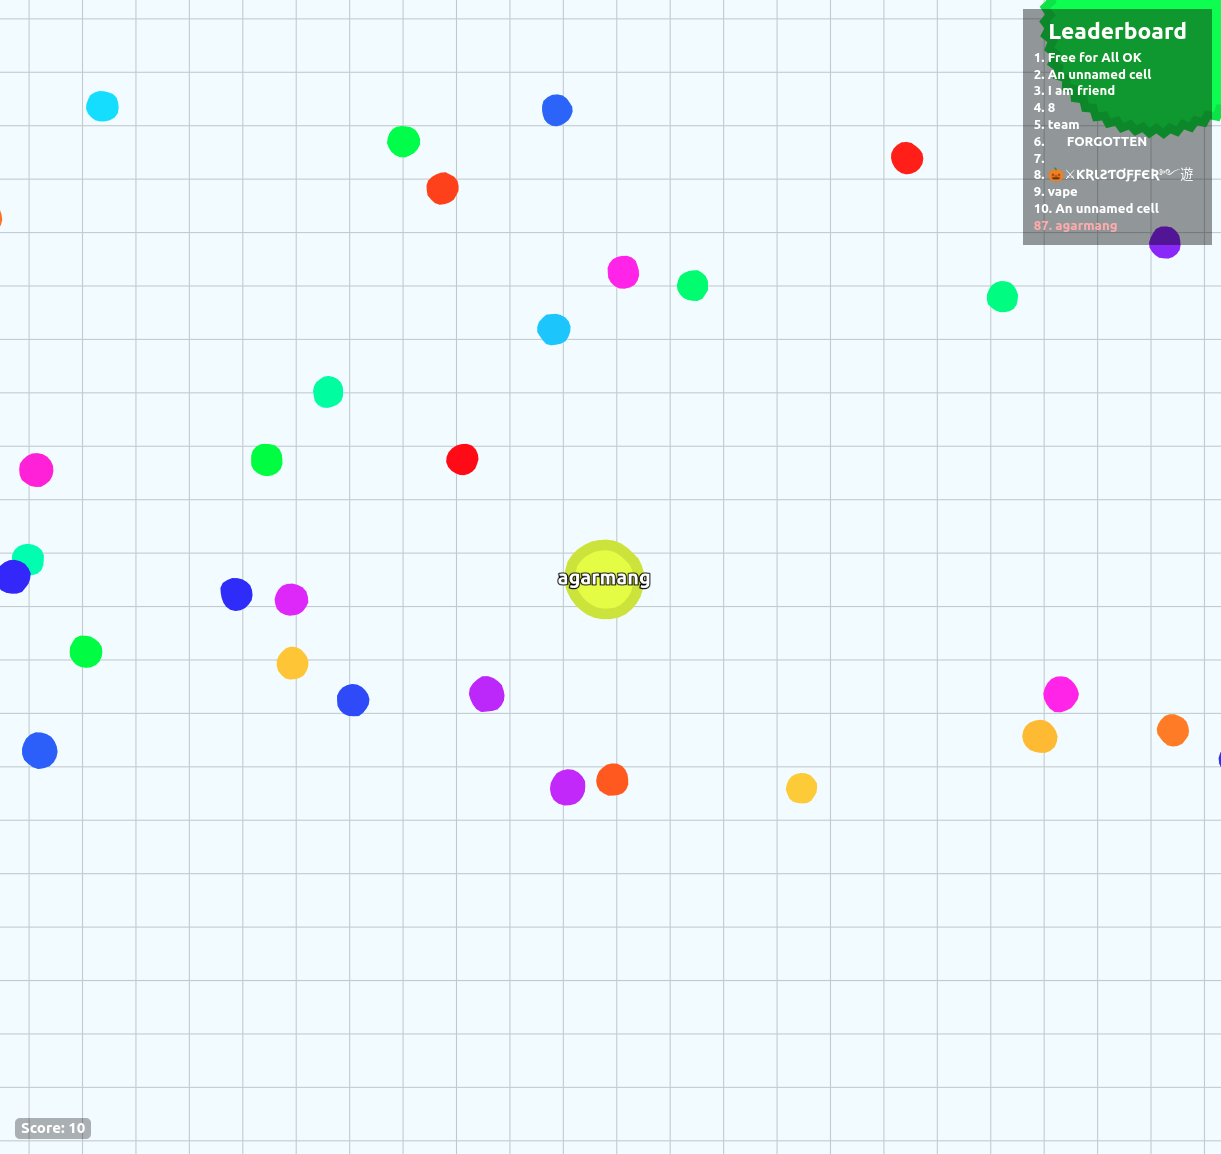 Leaderboard
1. Free for All OK
2. An unnamed cell
3. I am friend
4. 8
5. team
6. FORGOTTEN
7.
8. 🎃⚔
9. vape
10. An unnamed cell
87. agarmang
agarmang
Score: 10